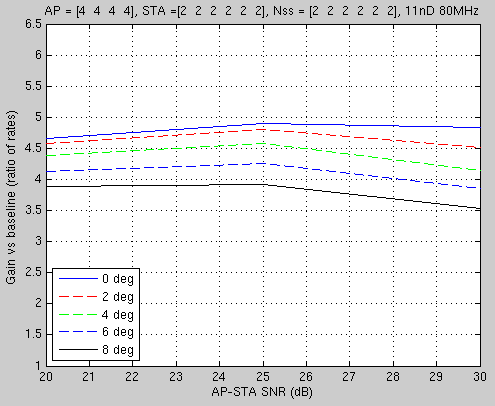 AP = [4 4 4 4], STA =[2 2 2 2 2 2], Nss = [2 2 2 2 2 2], 11nD 80MHz
6.5
6
5.5
5
4.5
4
3.5
3
2.5
2
1.5
1
Gain vs baseline (ratio of rates)
0 deg
2 deg
4 deg
6 deg
8 deg
20 21 22 23 24 25 26 27 28 29 30
AP-STA SNR (dB)